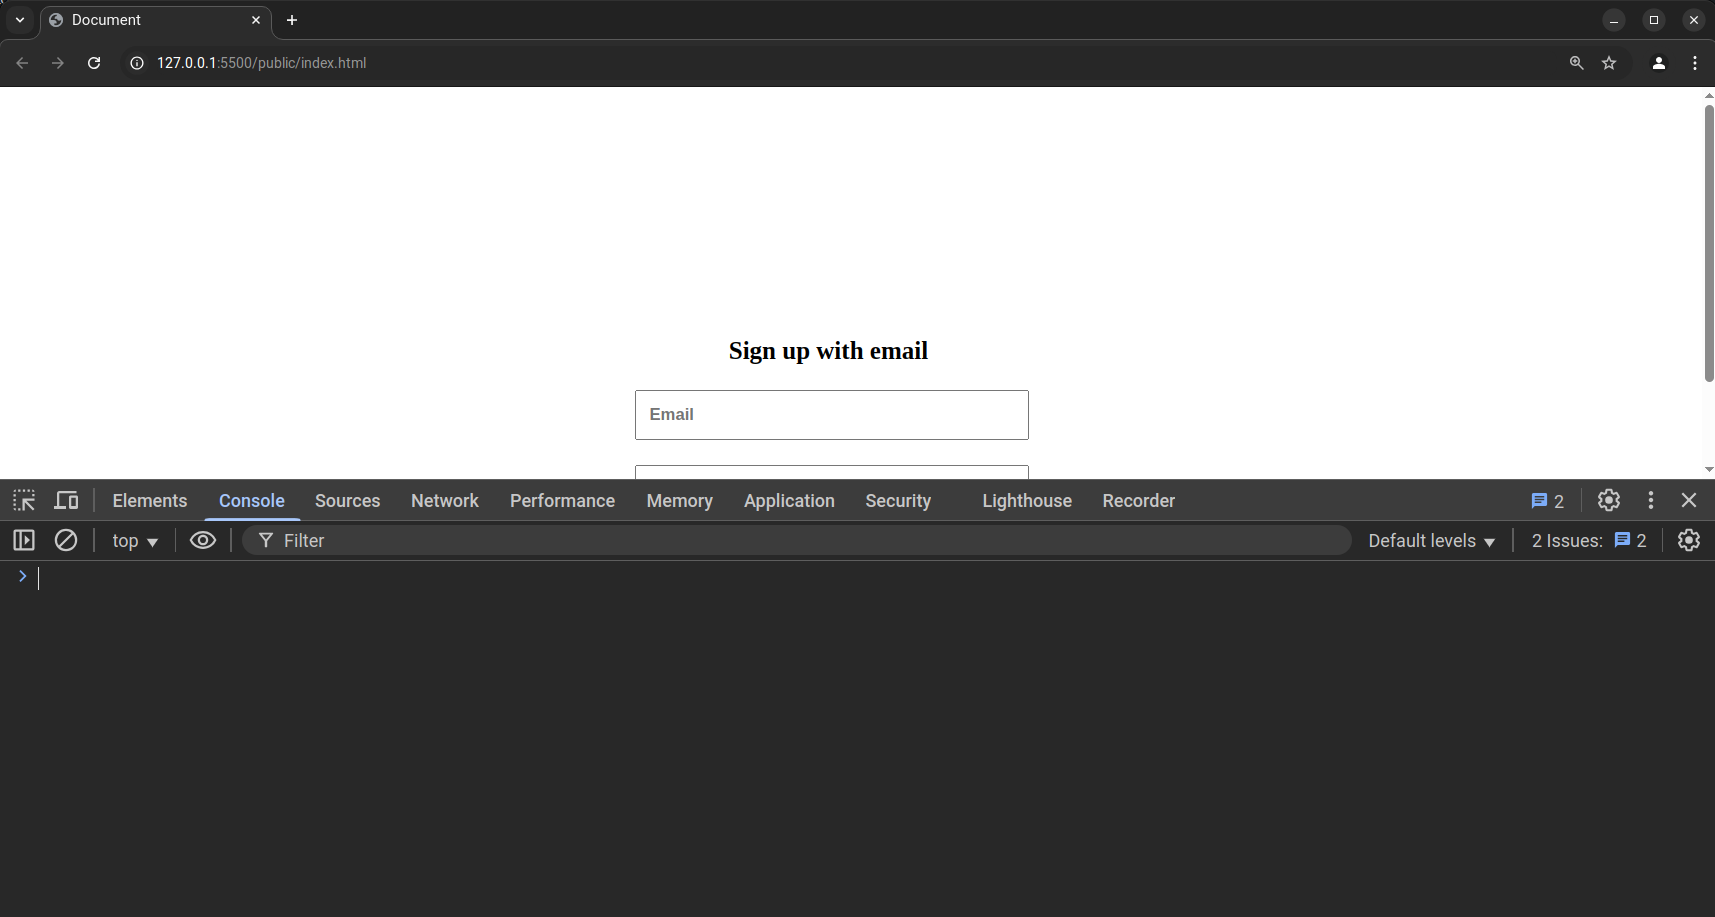 Document
127.0.0.1:5500/public/index.html
Sign up with email
Email
Elements Console Sources Network Performance Memory Application Security Lighthouse Recorder 2
top Filter Default levels 2 Issues: 2